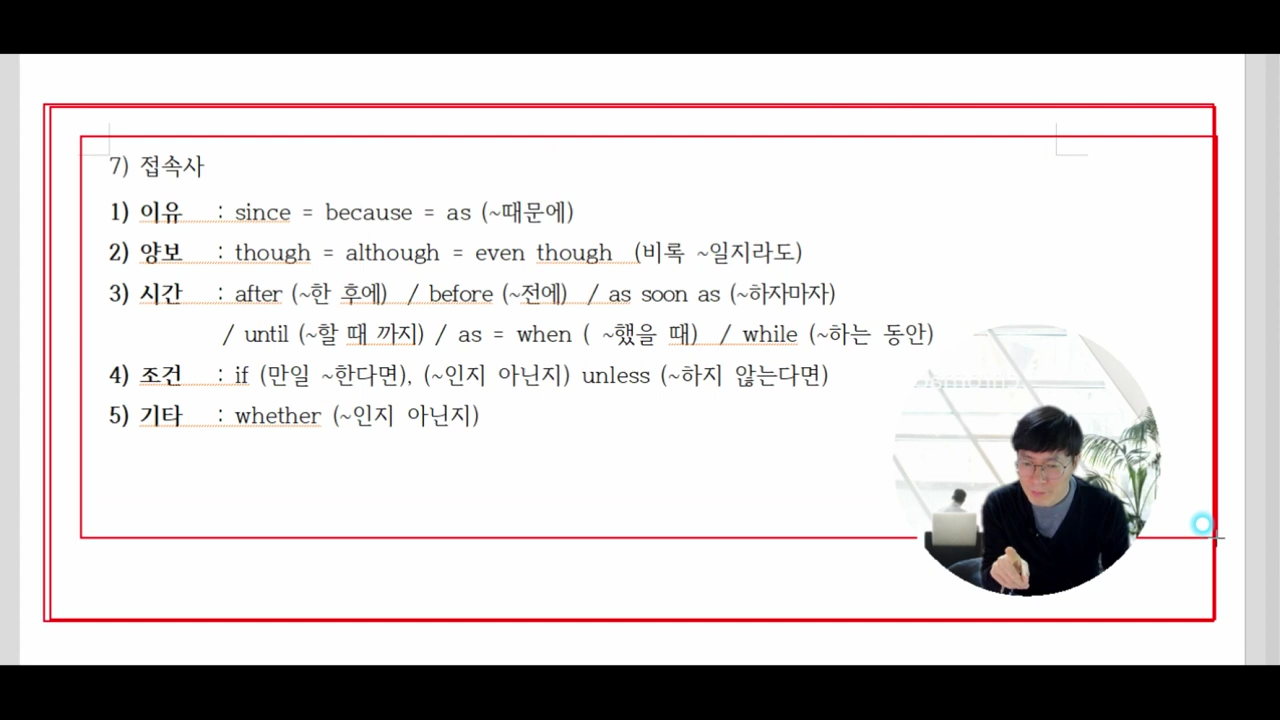 7) 접속사
1) 이유 : since = because = as (~때문에)
2) 양보 : though = although = even though (비록 ~일지라도)
3) 시간 : after (~한 후에) / before (~전에) / as soon as (~하자마자)
/ until (~할 때 까지) / as = when ( ~했을 때) / while (~하는 동안)
4) 조건 : if (만일 ~한다면), (~인지 아닌지) unless (~하지 않는다면)
5) 기타 : whether (~인지 아닌지)